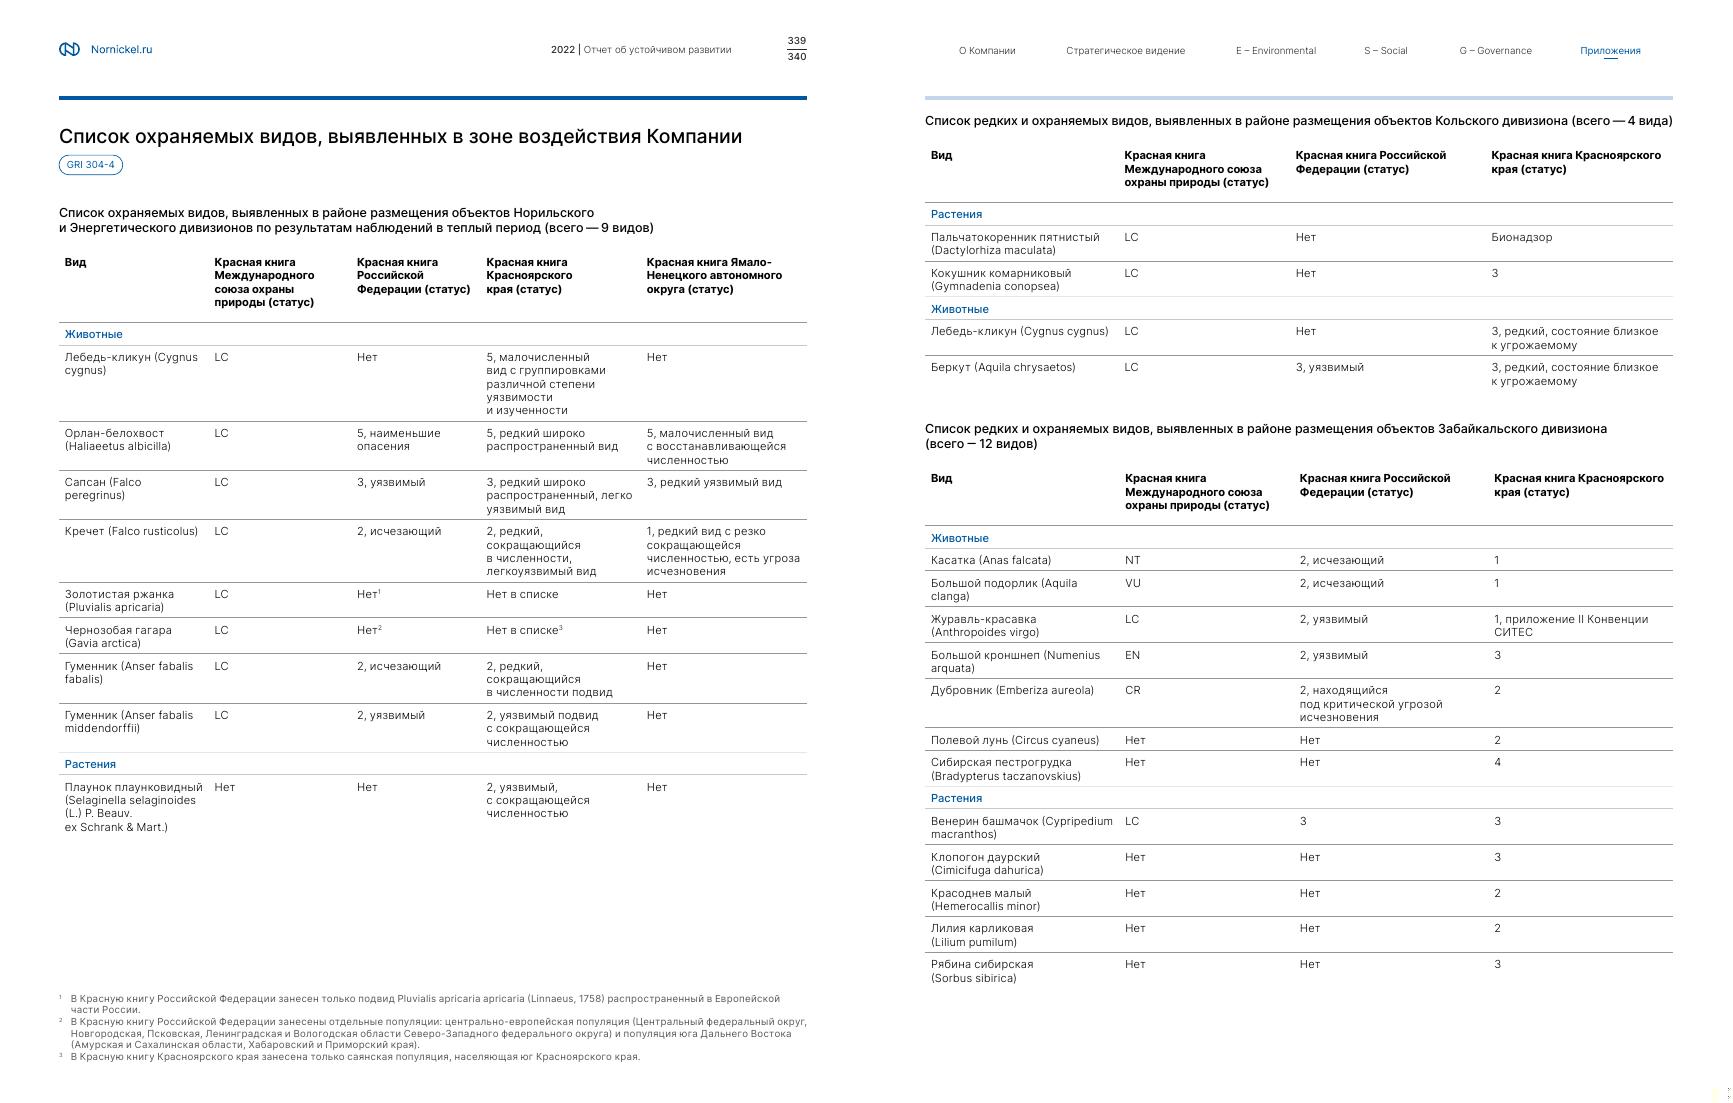 Nornickel.ru
2022 | Отчет об устойчивом развитии
339
340
Список охраняемых видов, выявленных в зоне воздействия Компании
GRI 304-4
Список охраняемых видов, выявленных в районе размещения объектов Норильского
и Энергетического дивизионов по результатам наблюдений в теплый период (всего — 9 видов)
Вид
Красная книга
Международного
союза охраны
природы (статус)
Красная книга
Российской
Федерации (статус)
Красная книга
Красноярского
края (статус)
Красная книга Ямало-
Ненецкого автономного
округа (статус)
Животные
Лебедь-кликун (Cygnus
cygnus)
LC
Нет
5, малочисленный
вид с группировками
различной степени
уязвимости
и изученности
Нет
Орлан-белохвост
(Haliaeetus albicilla)
LC
5, наименьшие
опасения
5, редкий широко
распространенный вид
5, малочисленный вид
с восстанавливающейся
численностью
Сапсан (Falco
peregrinus)
LC
3, уязвимый
3, редкий широко
распространенный, легко
уязвимый вид
3, редкий уязвимый вид
Кречет (Falco rusticolus)
LC
2, исчезающий
2, редкий,
сокращающийся
в численности,
легкоуязвимый вид
1, редкий вид с резко
сокращающейся
численностью, есть угроза
исчезновения
Золотистая ржанка
(Pluvialis apricaria)
LC
Нет¹
Нет в списке
Нет
Чернозобая гагара
(Gavia arctica)
LC
Нет²
Нет в списке³
Нет
Гуменник (Anser fabalis
fabalis)
LC
2, исчезающий
2, редкий,
сокращающийся
в численности подвид
Нет
Гуменник (Anser fabalis
middendorffii)
LC
2, уязвимый
2, уязвимый подвид
с сокращающейся
численностью
Нет
Растения
Плаунок плаунковидный
(Selaginella selaginoides
(L.) P. Beauv.
ex Schrank & Mart.)
Нет
Нет
2, уязвимый,
с сокращающейся
численностью
Нет
¹ В Красную книгу Российской Федерации занесен только подвид Pluvialis apricaria apricaria (Linnaeus, 1758) распространенный в Европейской
части России.
² В Красную книгу Российской Федерации занесены отдельные популяции: центрально-европейская популяция (Центральный федеральный округ,
Новгородская, Псковская, Ленинградская и Вологодская области Северо-Западного федерального округа) и популяция юга Дальнего Востока
(Амурская и Сахалинская области, Хабаровский и Приморский края).
³ В Красную книгу Красноярского края занесена только саянская популяция, населяющая юг Красноярского края.
О Компании
Стратегическое видение
E – Environmental
S – Social
G – Governance
Приложения
Список редких и охраняемых видов, выявленных в районе размещения объектов Кольского дивизиона (всего — 4 вида)
Вид
Красная книга
Международного союза
охраны природы (статус)
Красная книга Российской
Федерации (статус)
Красная книга Красноярского
края (статус)
Растения
Пальчатокоренник пятнистый
(Dactylorhiza maculata)
LC
Нет
Бионадзор
Кокушник комарниковый
(Gymnadenia conopsea)
LC
Нет
3
Животные
Лебедь-кликун (Cygnus cygnus)
LC
Нет
3, редкий, состояние близкое
к угрожаемому
Беркут (Aquila chrysaetos)
LC
3, уязвимый
3, редкий, состояние близкое
к угрожаемому
Список редких и охраняемых видов, выявленных в районе размещения объектов Забайкальского дивизиона
(всего – 12 видов)
Вид
Красная книга
Международного союза
охраны природы (статус)
Красная книга Российской
Федерации (статус)
Красная книга Красноярского
края (статус)
Животные
Касатка (Anas falcata)
NT
2, исчезающий
1
Большой подорлик (Aquila
clanga)
VU
2, исчезающий
1
Журавль-красавка
(Anthropoides virgo)
LC
2, уязвимый
1, приложение II Конвенции
СИТЕС
Большой кроншнеп (Numenius
arquata)
EN
2, уязвимый
3
Дубровник (Emberiza aureola)
CR
2, находящийся
под критической угрозой
исчезновения
2
Полевой лунь (Circus cyaneus)
Нет
Нет
2
Сибирская пестрогрудка
(Bradypterus taczanovskius)
Нет
Нет
4
Растения
Венерин башмачок (Cypripedium
macranthos)
LC
3
3
Клопогон даурский
(Cimicifuga dahurica)
Нет
Нет
3
Красоднев малый
(Hemerocallis minor)
Нет
Нет
2
Лилия карликовая
(Lilium pumilum)
Нет
Нет
2
Рябина сибирская
(Sorbus sibirica)
Нет
Нет
3